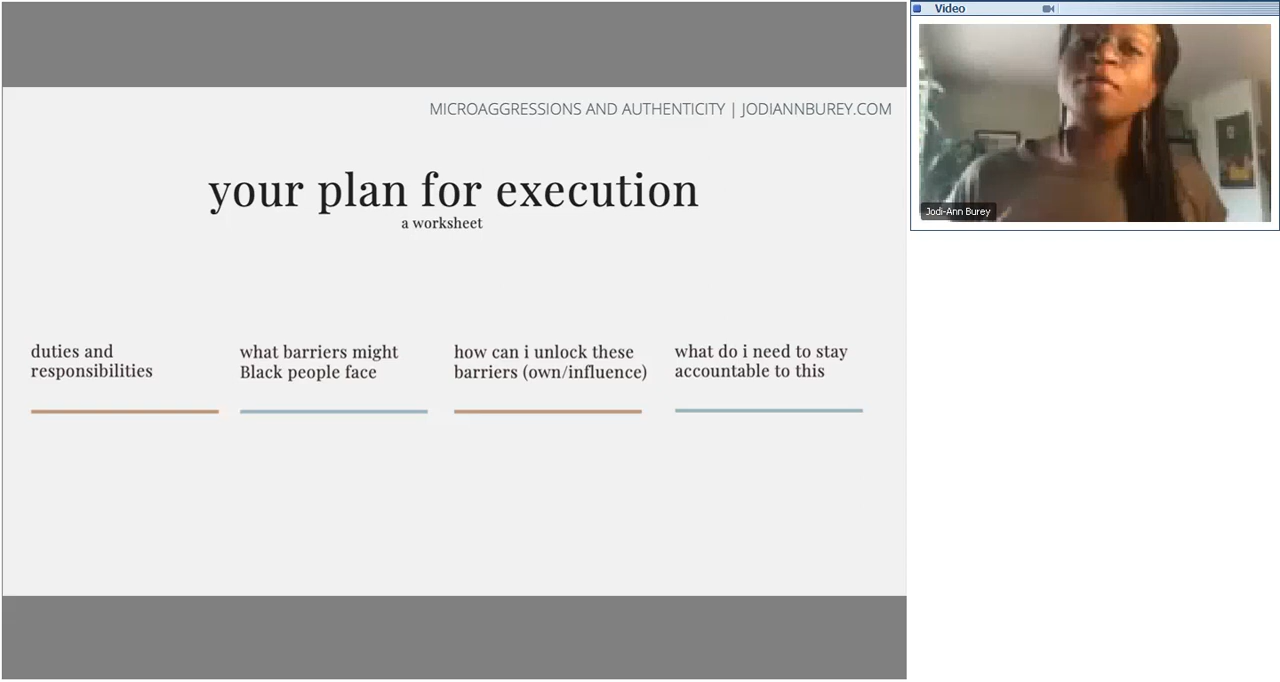 MICROAGGRESSIONS AND AUTHENTICITY | JODIANNBUREY.COM
your plan for execution
a worksheet
duties and
responsibilities
what barriers might
Black people face
how can i unlock these
barriers (own/influence)
what do i need to stay
accountable to this
Video
Jodi-Ann Burey